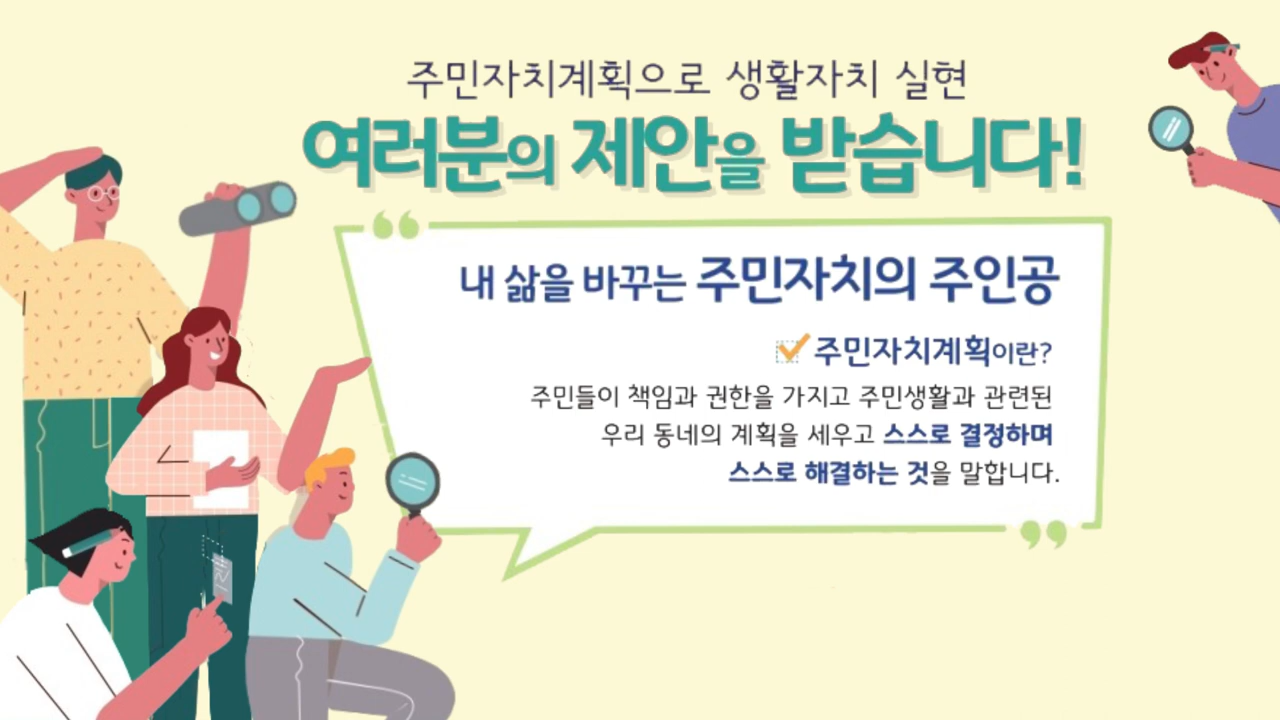 주민자치계획으로 생활자치 실현
여러분의 제안을 받습니다!
내 삶을 바꾸는 주민자치의 주인공
주민자치계획이란?
주민들이 책임과 권한을 가지고 주민생활과 관련된
우리 동네의 계획을 세우고 스스로 결정하며
스스로 해결하는 것을 말합니다.